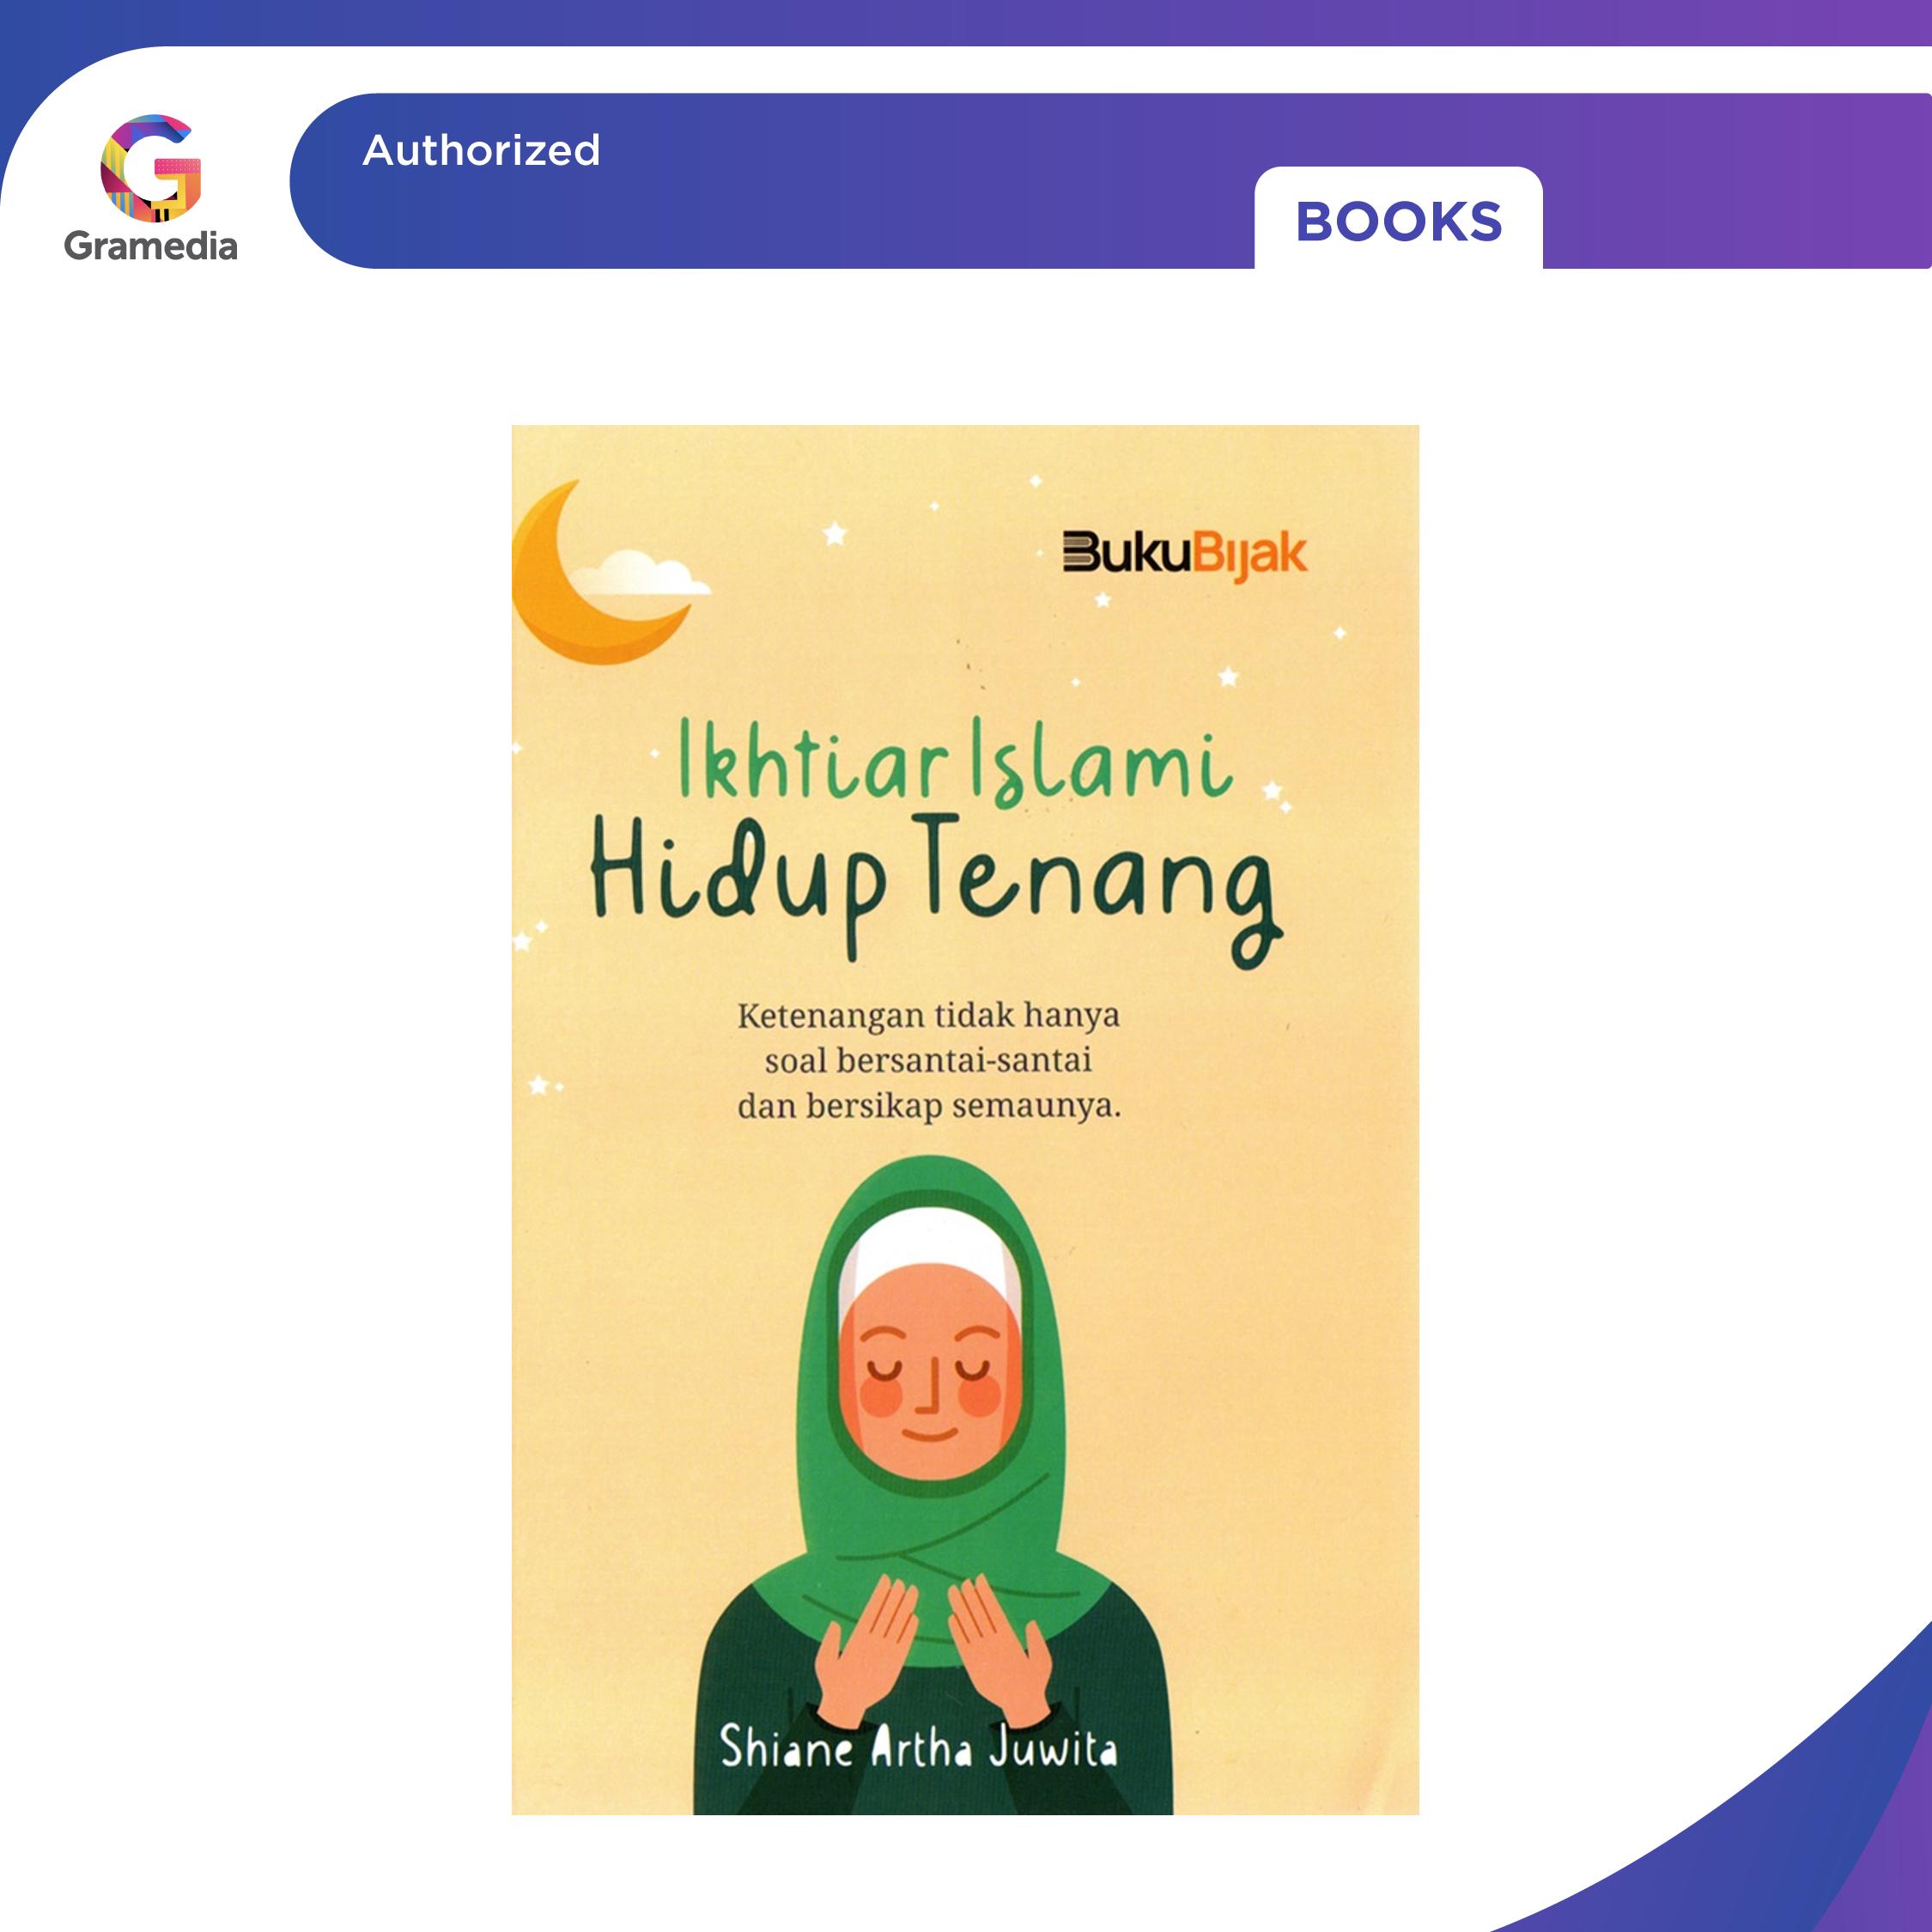 Gramedia
Authorized
BOOKS
BukuBijak
Ikhtiar Islami
Hidup Tenang
Ketenangan tidak hanya
soal bersantai-santai
dan bersikap semaunya.
Shiane Artha Juwita